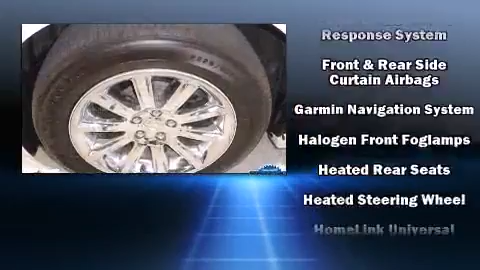 Response System
Front & Rear Side
Curtain Airbags
Garmin Navigation System
Halogen Front Foglamps
Heated Rear Seats
Heated Steering Wheel
HomeLink Universal